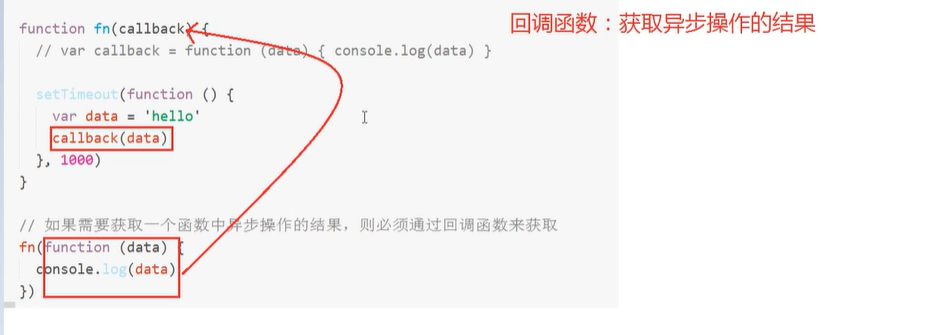 回调函数：获取异步操作的结果
function fn(callback) {
// var callback = function (data) { console.log(data) }
setTimeout(function () {
var data = 'hello'
callback(data)
}, 1000)
}
// 如果需要获取一个函数中异步操作的结果，则必须通过回调函数来获取
fn(function (data) {
console.log(data)
})